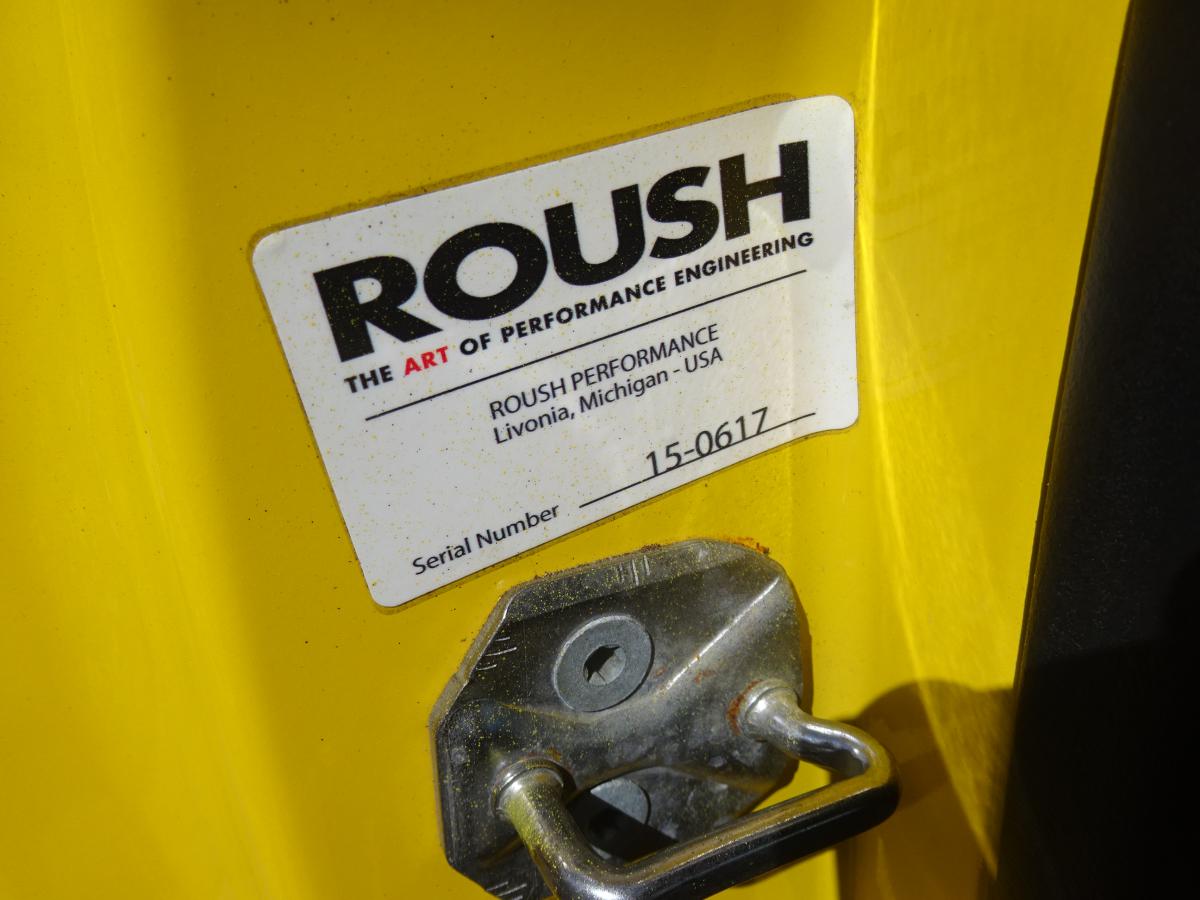 ROUSH
THE ART OF PERFORMANCE ENGINEERING
ROUSH PERFORMANCE
Livonia, Michigan - USA
Serial Number 15-0617